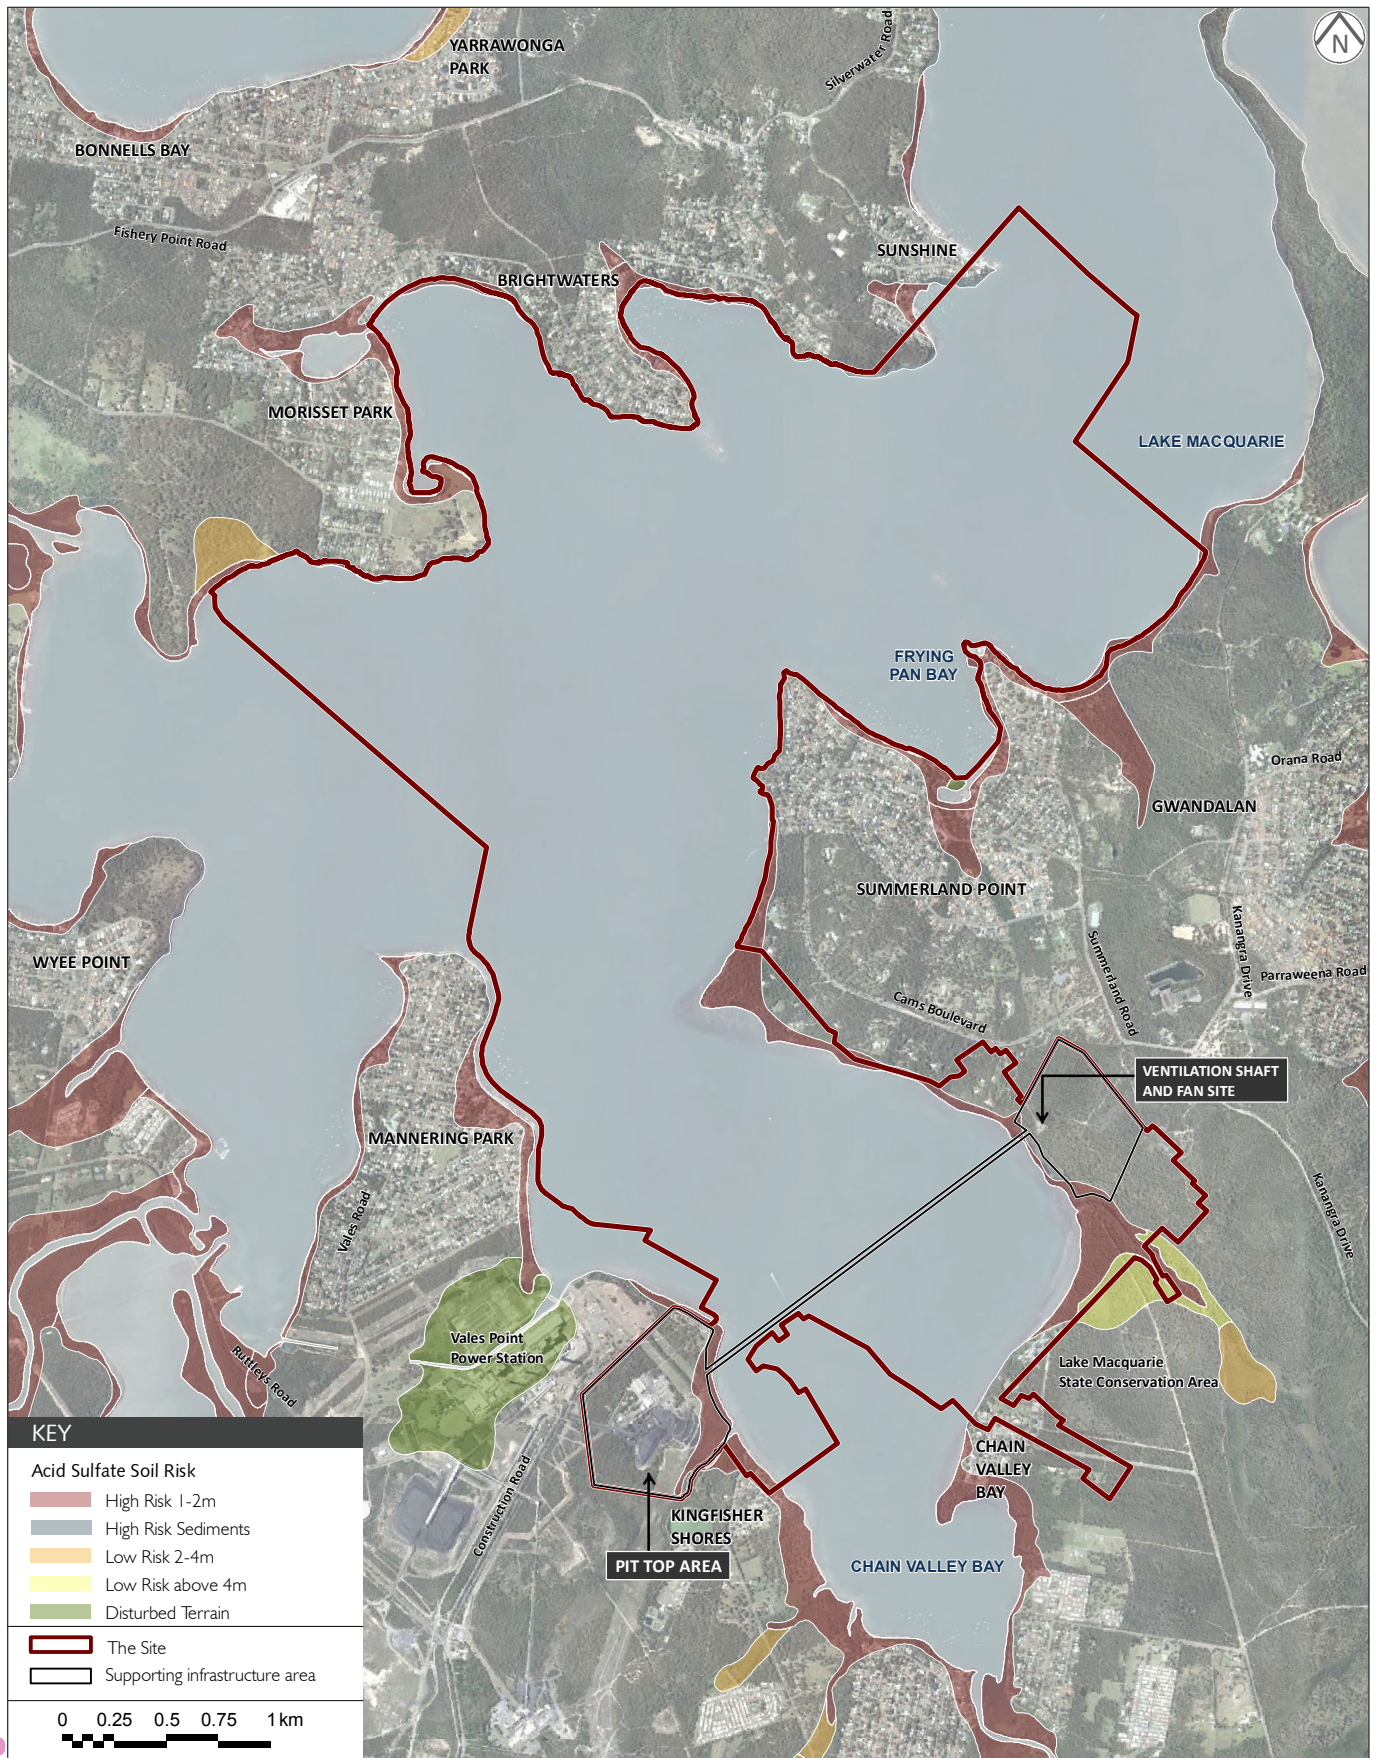 YARRAWONGA
PARK
Silverwater Road
N
BONNELLS BAY
Fishery Point Road
SUNSHINE
BRIGHTWATERS
MORISSET PARK
LAKE MACQUARIE
FRYING
PAN BAY
Orana Road
GWANDALAN
SUMMERLAND POINT
Kanangra Drive
WYEE POINT
Summerland Road
Parraweena Road
Cams Boulevard
VENTILATION SHAFT
AND FAN SITE
MANNERING PARK
Vales Road
Kanangra Drive
Vales Point
Power Station
Ruttleys Road
Lake Macquarie
State Conservation Area
CHAIN
VALLEY
BAY
Construction Road
KINGFISHER
SHORES
PIT TOP AREA
CHAIN VALLEY BAY
KEY
Acid Sulfate Soil Risk
High Risk 1-2m
High Risk Sediments
Low Risk 2-4m
Low Risk above 4m
Disturbed Terrain
The Site
Supporting infrastructure area
0 0.25 0.5 0.75 1 km